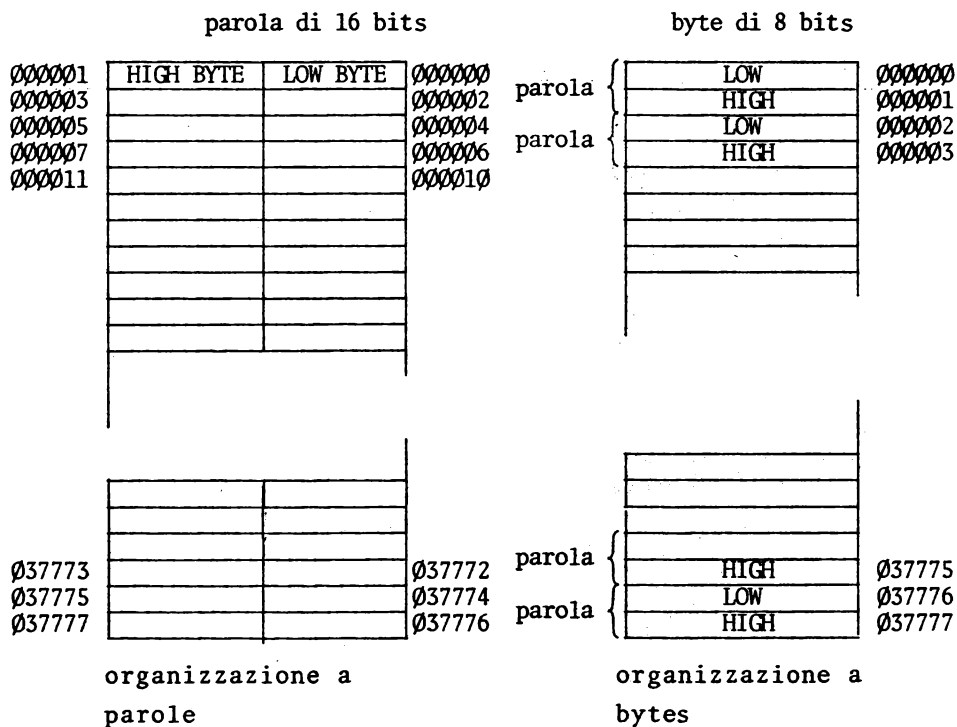 parola di 16 bits
ØØØØØ1 HIGH BYTE LOW BYTE ØØØØØØ
ØØØØØ3 ØØØØØ2
ØØØØØ5 ØØØØØ4
ØØØØØ7 ØØØØØ6
ØØØØ11 ØØØØ1Ø
Ø37773 Ø37772
Ø37775 Ø37774
Ø37777 Ø37776
organizzazione a
parole
byte di 8 bits
parola
LOW ØØØØØØ
HIGH ØØØØØ1
parola
LOW ØØØØØ2
HIGH ØØØØØ3
parola
HIGH Ø37775
parola
LOW Ø37776
HIGH Ø37777
organizzazione a
bytes